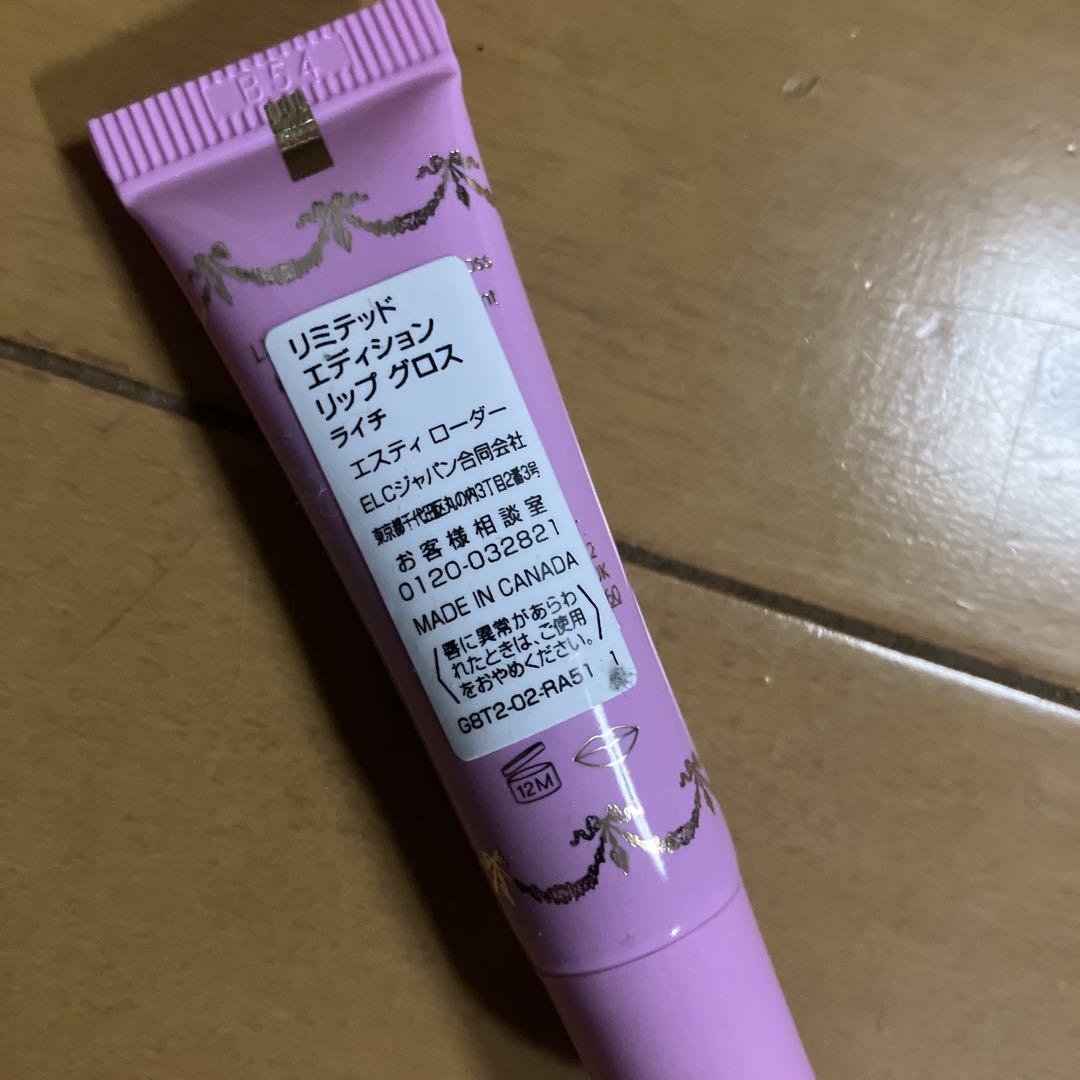 B54
リミテッド
エディション
リップ グロス
ライチ
エスティ ローダー
ELCジャパン合同会社
東京都千代田区丸の内3丁目2番3号
お客様相談室
0120-032821
MADE IN CANADA
〈唇に異常があらわ
れたときは、ご使用
をおやめください。〉
G8T2-02-RA51 1
12M